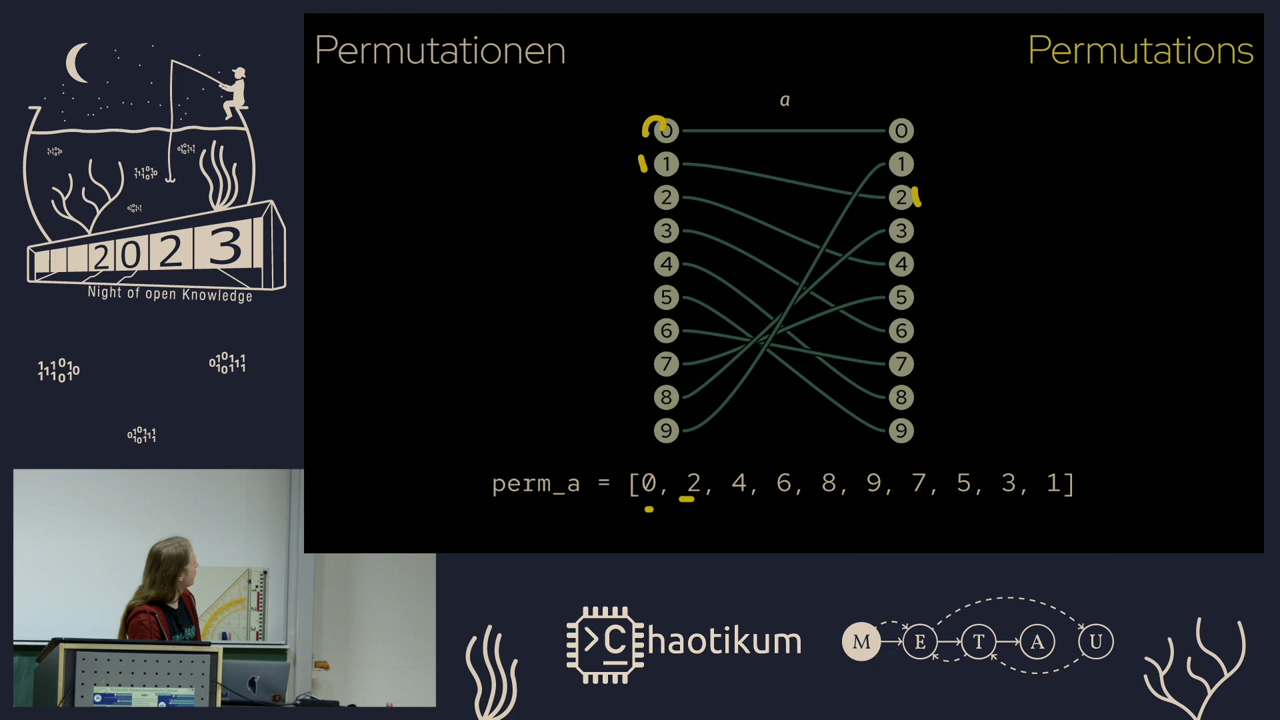 Permutationen
Permutations
a
0 0
1 1
2 2
3 3
4 4
5 5
6 6
7 7
8 8
9 9
perm_a = [0, 2, 4, 6, 8, 9, 7, 5, 3, 1]
2023
Night of open Knowledge
>C haotikum
M E T A U